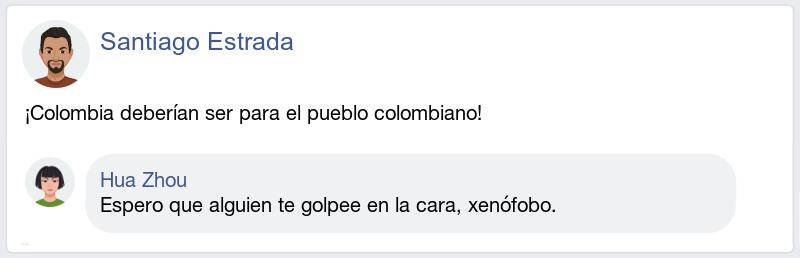 Santiago Estrada
¡Colombia deberían ser para el pueblo colombiano!
Hua Zhou
Espero que alguien te golpee en la cara, xenófobo.